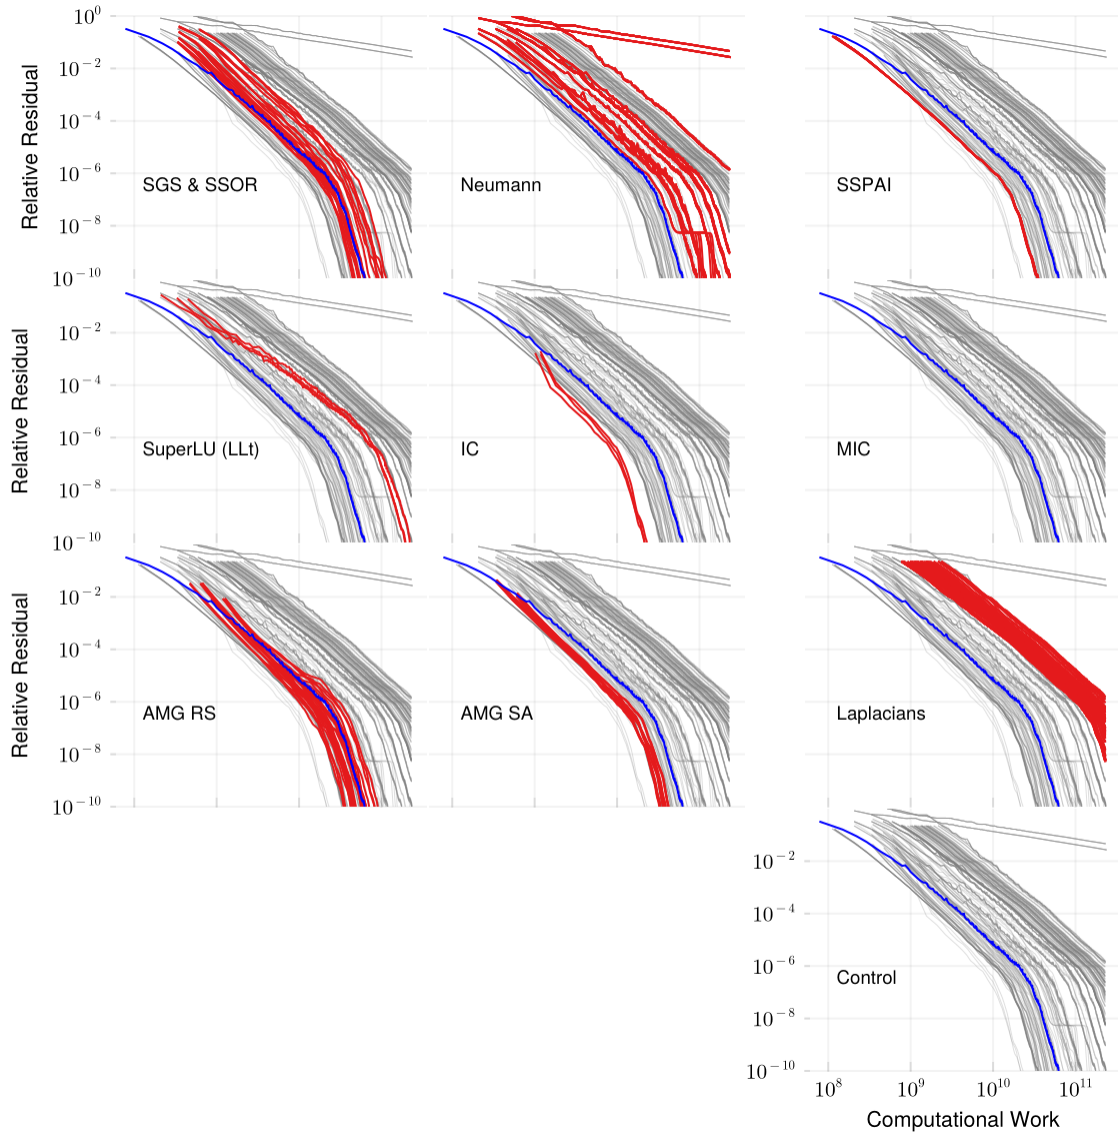 10^0
10^−2
10^−4
10^−6
10^−8
10^−10
Relative Residual
SGS & SSOR
Neumann
SSPAI
10^−2
10^−4
10^−6
10^−8
10^−10
Relative Residual
SuperLU (LLt)
IC
MIC
10^−2
10^−4
10^−6
10^−8
10^−10
Relative Residual
AMG RS
AMG SA
Laplacians
10^−2
10^−4
10^−6
10^−8
10^−10
Control
10^8
10^9
10^10
10^11
Computational Work